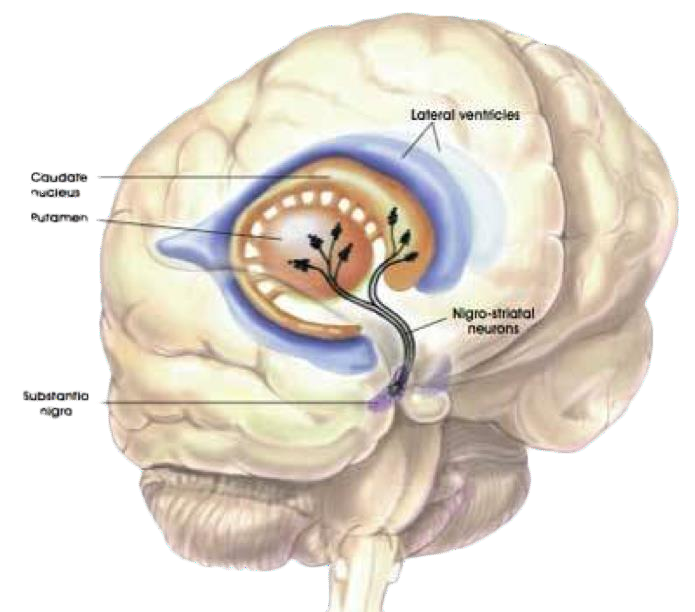 Lateral ventricles
Caudate
nucleus
Putamen
Nigro-striatal
neurons
Substantia
nigra